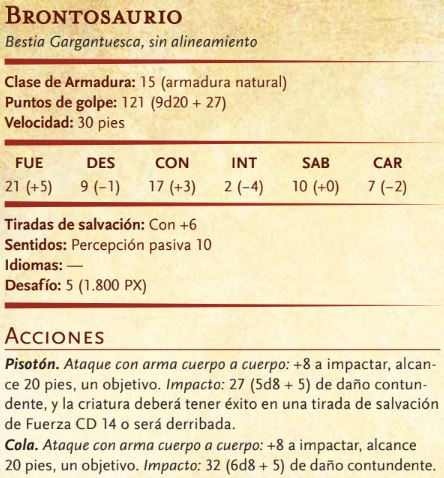 BRONTOSAURIO
Bestia Gargantuesca, sin alineamiento
Clase de Armadura: 15 (armadura natural)
Puntos de golpe: 121 (9d20 + 27)
Velocidad: 30 pies
FUE DES CON INT SAB CAR
21 (+5) 9 (−1) 17 (+3) 2 (−4) 10 (+0) 7 (−2)
Tiradas de salvación: Con +6
Sentidos: Percepción pasiva 10
Idiomas: —
Desafío: 5 (1.800 PX)
ACCIONES
Pisotón. Ataque con arma cuerpo a cuerpo: +8 a impactar, alcan-
ce 20 pies, un objetivo. Impacto: 27 (5d8 + 5) de daño contun-
dente, y la criatura deberá tener éxito en una tirada de salvación
de Fuerza CD 14 o será derribada.
Cola. Ataque con arma cuerpo a cuerpo: +8 a impactar, alcance
20 pies, un objetivo. Impacto: 32 (6d8 + 5) de daño contundente.